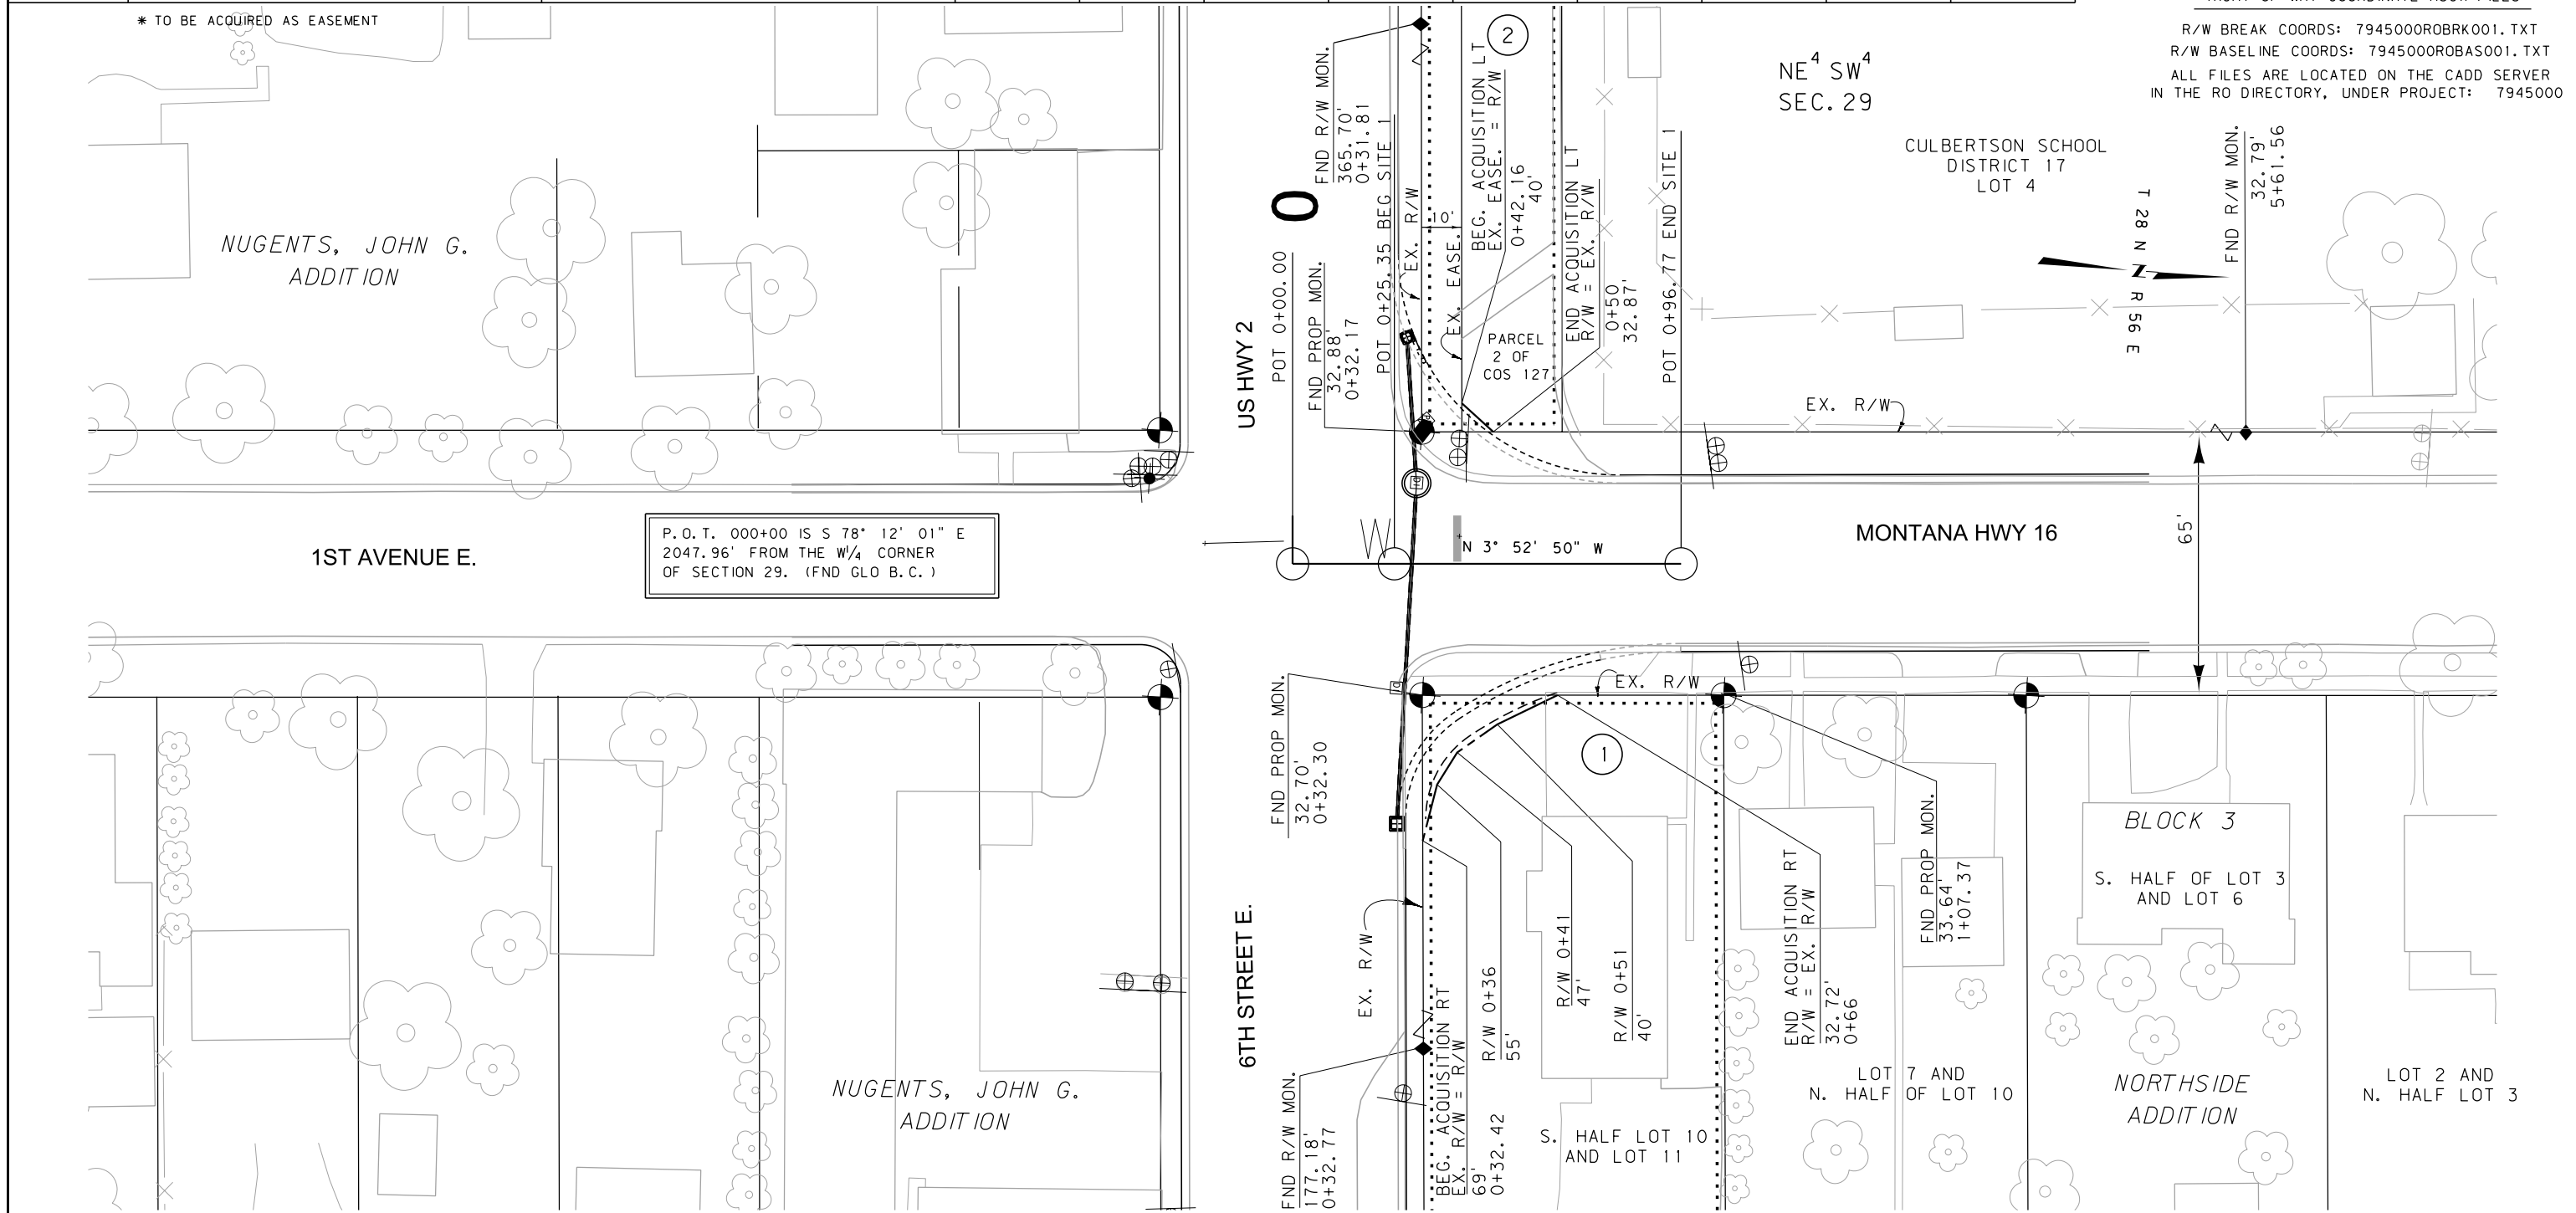 * TO BE ACQUIRED AS EASEMENT
R/W BREAK COORDS: 7945000ROBRK001.TXT
R/W BASELINE COORDS: 7945000ROBAS001.TXT
ALL FILES ARE LOCATED ON THE CADD SERVER
IN THE RO DIRECTORY, UNDER PROJECT: 7945000
NE⁴ SW⁴
SEC. 29
CULBERTSON SCHOOL
DISTRICT 17
LOT 4
T 28 N
Z
R 56 E
FND R/W MON.
32.79'
5+61.56
NUGENTS, JOHN G.
ADDITION
US HWY 2
0
POT 0+00.00
FND R/W MON.
365.70'
0+31.81
FND PROP MON.
32.88'
0+32.17
POT 0+25.35 BEG SITE 1
EX. R/W
10'
EX. EASE.
2
BEG. ACQUISITION LT
EX. EASE. = R/W
0+42.16
40'
END ACQUISITION LT
R/W = EX. R/W
0+50
32.87'
PARCEL
2 OF
COS 127
POT 0+96.77 END SITE 1
EX. R/W
1ST AVENUE E.
P.O.T. 000+00 IS S 78° 12' 01" E
2047.96' FROM THE W¼ CORNER
OF SECTION 29. (FND GLO B.C.)
W
N 3° 52' 50" W
MONTANA HWY 16
65'
FND PROP MON.
32.70'
0+32.30
EX. R/W
1
6TH STREET E.
EX. R/W
FND R/W MON.
177.18'
0+32.77
BEG. ACQUISITION RT
EX. R/W = R/W
69'
0+32.42
R/W 0+36
55'
R/W 0+41
47'
R/W 0+51
40'
END ACQUISITION RT
R/W = EX. R/W
32.72'
0+66
FND PROP MON.
33.64'
1+07.37
BLOCK 3
S. HALF OF LOT 3
AND LOT 6
NUGENTS, JOHN G.
ADDITION
S. HALF LOT 10
AND LOT 11
LOT 7 AND
N. HALF OF LOT 10
NORTHSIDE
ADDITION
LOT 2 AND
N. HALF LOT 3